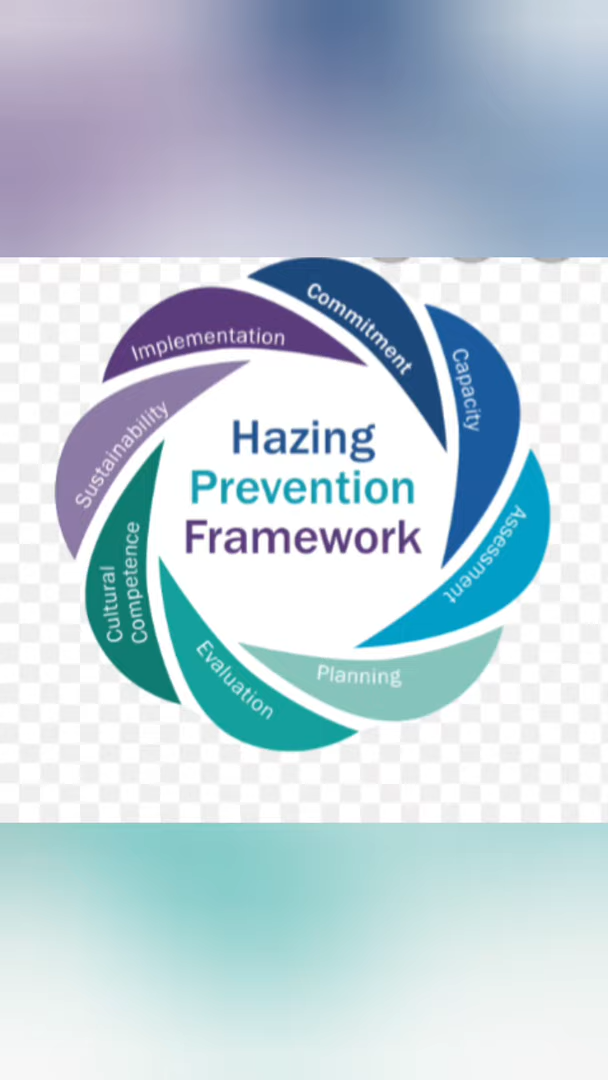 Hazing
Prevention
Framework
Commitment
Capacity
Assessment
Planning
Evaluation
Cultural
Competence
Sustainability
Implementation